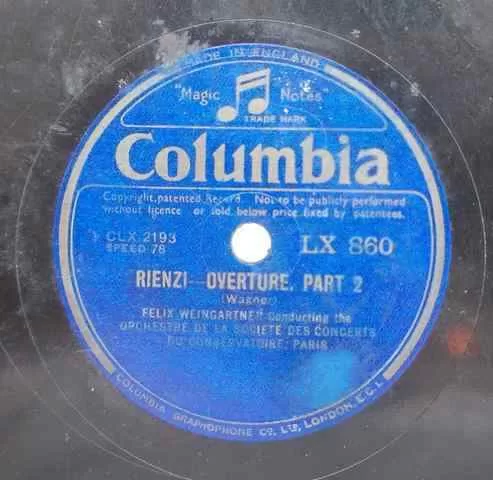 MADE IN ENGLAND
"Magic Notes"
TRADE MARK
Columbia
Copyright, patented Record. Not to be publicly performed
without licence or sold below price fixed by patentees.
CLX.2193 LX 860
SPEED 78
RIENZI—OVERTURE. PART 2
(Wagner)
FELIX WEINGARTNER Conducting the
ORCHESTRE DE LA SOCIETE DES CONCERTS
DU CONSERVATOIRE, PARIS
COLUMBIA GRAPHOPHONE CO. LTD, LONDON, E.C.1.